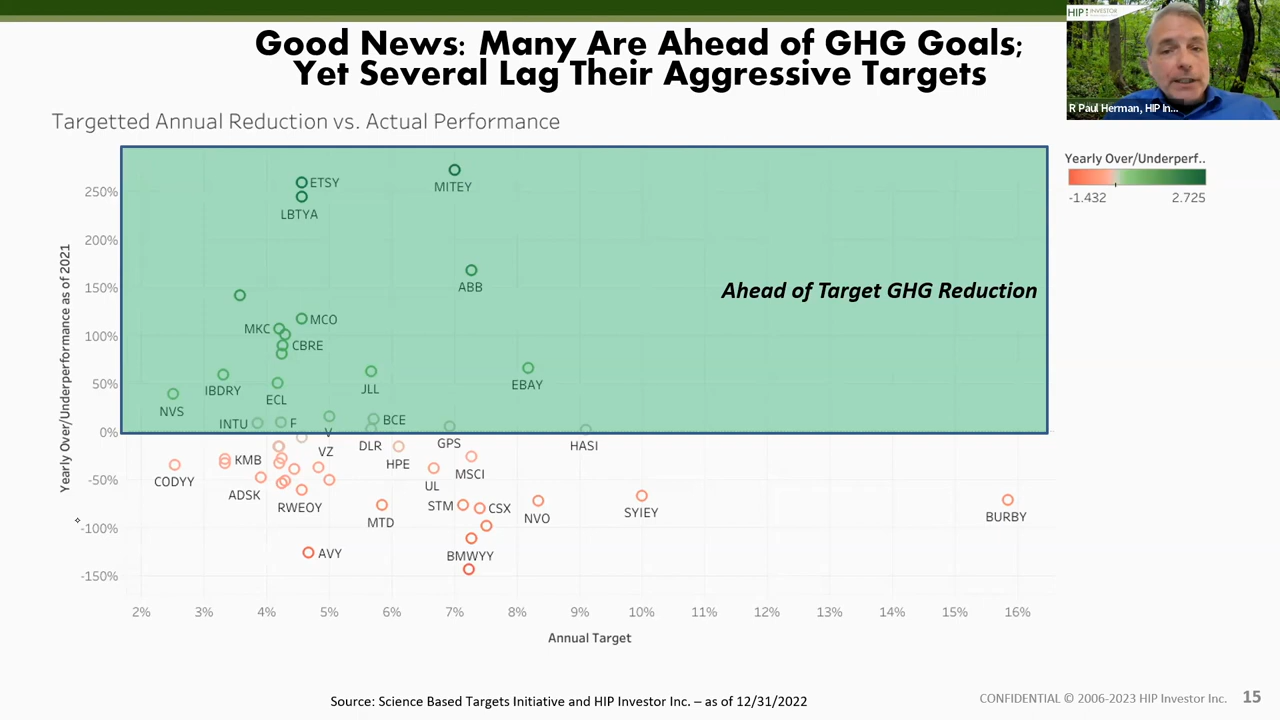 Good News: Many Are Ahead of GHG Goals;
Yet Several Lag Their Aggressive Targets
HIP INVESTOR
R Paul Herman, HIP In...
Targetted Annual Reduction vs. Actual Performance
Yearly Over/Underperf..
-1.432 2.725
Yearly Over/Underperformance as of 2021
250%
200%
150%
100%
50%
0%
-50%
-100%
-150%
Ahead of Target GHG Reduction
ETSY
MITEY
LBTYA
ABB
MCO
MKC
CBRE
IBDRY
JLL
EBAY
ECL
NVS
INTU
F
BCE
V
DLR
GPS
HASI
VZ
KMB
HPE
MSCI
CODYY
UL
ADSK
RWEOY
STM
CSX
NVO
SYIEY
BURBY
MTD
AVY
BMWYY
2% 3% 4% 5% 6% 7% 8% 9% 10% 11% 12% 13% 14% 15% 16%
Annual Target
Source: Science Based Targets Initiative and HIP Investor Inc. – as of 12/31/2022
CONFIDENTIAL © 2006-2023 HIP Investor Inc. 15